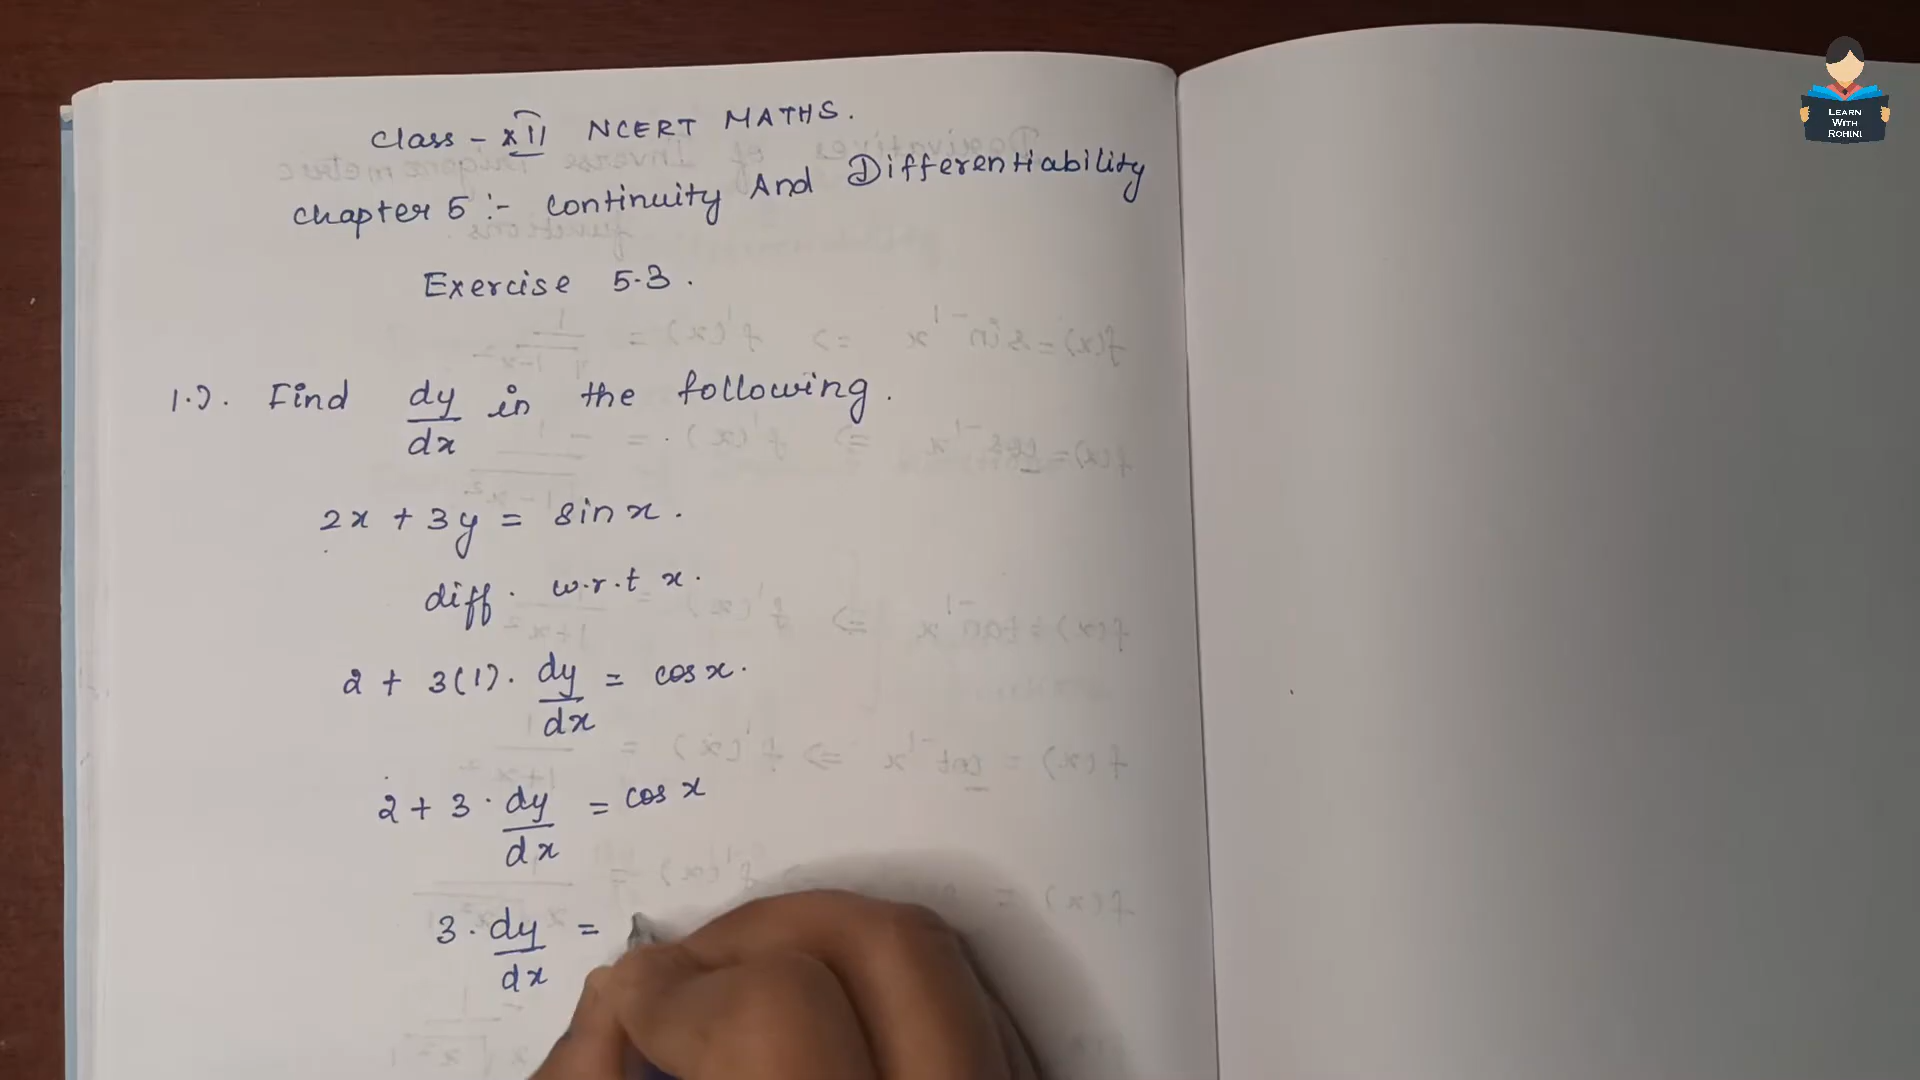 Class - XII NCERT MATHS.
Chapter 5 :- Continuity And Differentiability
Exercise 5.3.
1.). Find dy/dx in the following.
2x + 3y = sin x.
diff. w.r.t x.
2 + 3(1). dy/dx = cos x.
2 + 3 · dy/dx = cos x
3 · dy/dx =
LEARN
WITH
ROHINI